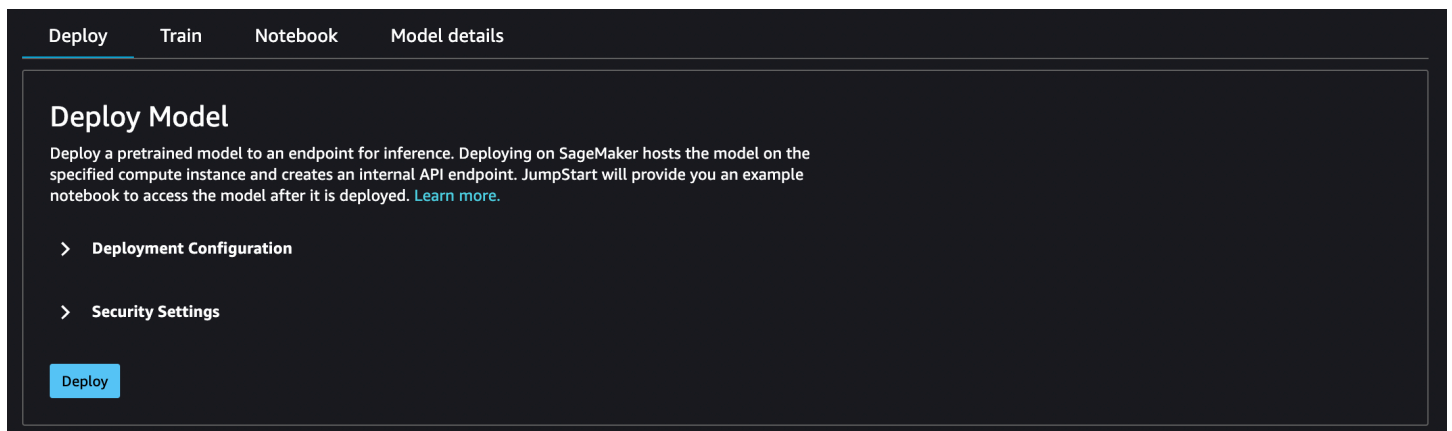 Deploy Train Notebook Model details
Deploy Model
Deploy a pretrained model to an endpoint for inference. Deploying on SageMaker hosts the model on the
specified compute instance and creates an internal API endpoint. JumpStart will provide you an example
notebook to access the model after it is deployed. Learn more.
Deployment Configuration
Security Settings
Deploy